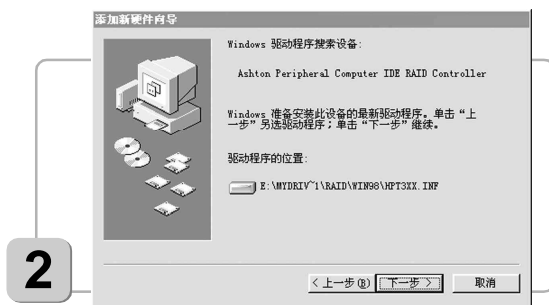 添加新硬件向导
Windows 驱动程序搜索设备:
Ashton Peripheral Computer IDE RAID Controller
Windows 准备安装此设备的最新驱动程序。单击“上
一步”另选驱动程序；单击“下一步”继续。
驱动程序的位置:
E:\MYDRIV~1\RAID\WIN98\HPT3XX.INF
2
< 上一步(B) 下一步 > 取消